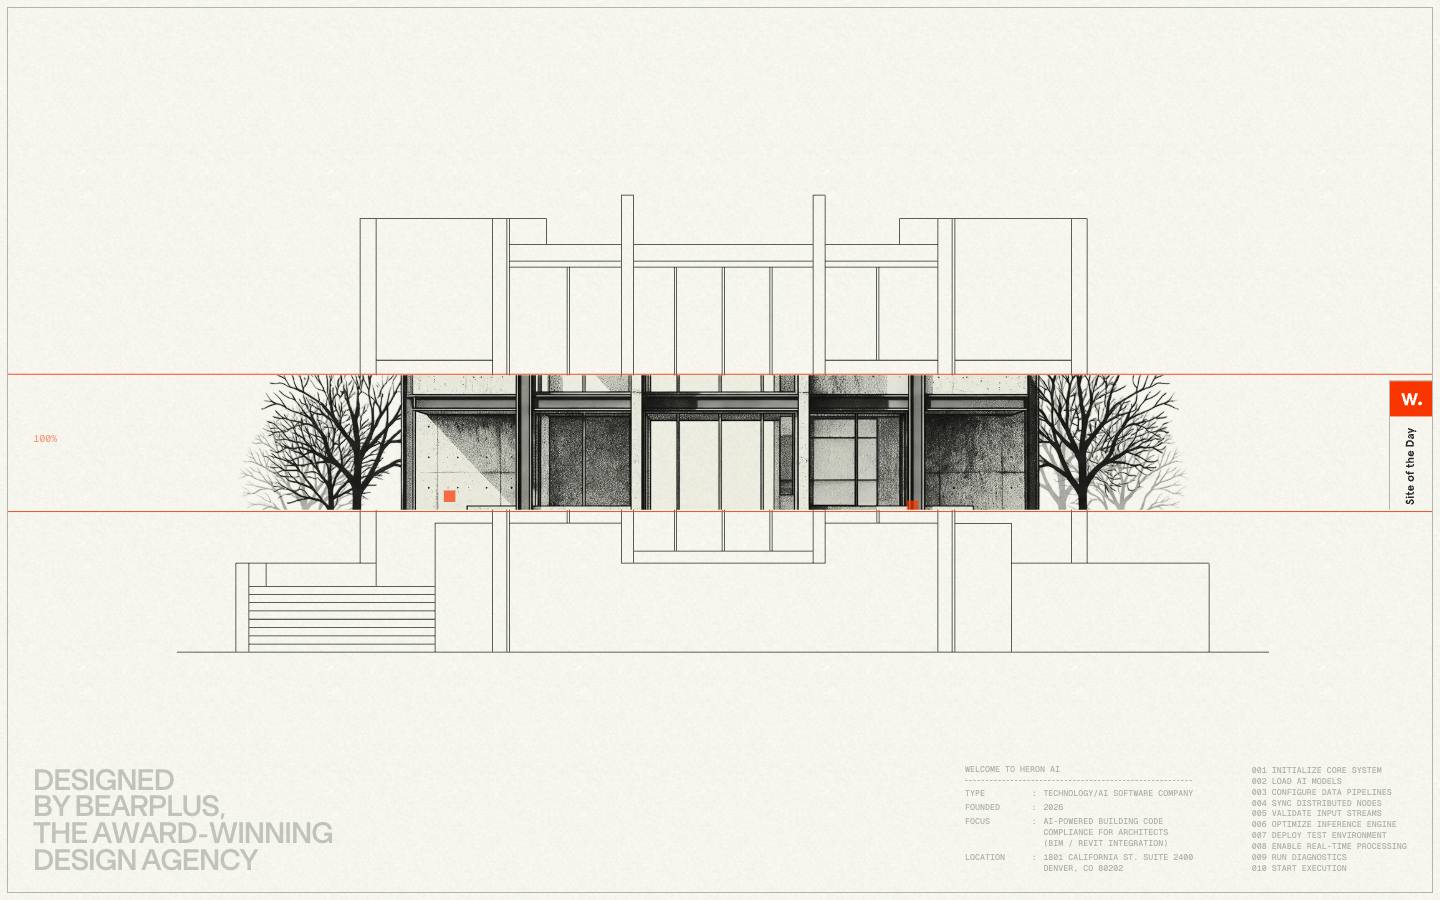 100%
W.
Site of the Day
DESIGNED
BY BEARPLUS,
THE AWARD-WINNING
DESIGN AGENCY
WELCOME TO HERON AI
TYPE : TECHNOLOGY/AI SOFTWARE COMPANY
FOUNDED : 2026
FOCUS : AI-POWERED BUILDING CODE
COMPLIANCE FOR ARCHITECTS
(BIM / REVIT INTEGRATION)
LOCATION : 1801 CALIFORNIA ST. SUITE 2400
DENVER, CO 80202
001 INITIALIZE CORE SYSTEM
002 LOAD AI MODELS
003 CONFIGURE DATA PIPELINES
004 SYNC DISTRIBUTED NODES
005 VALIDATE INPUT STREAMS
006 OPTIMIZE INFERENCE ENGINE
007 DEPLOY TEST ENVIRONMENT
008 ENABLE REAL-TIME PROCESSING
009 RUN DIAGNOSTICS
010 START EXECUTION